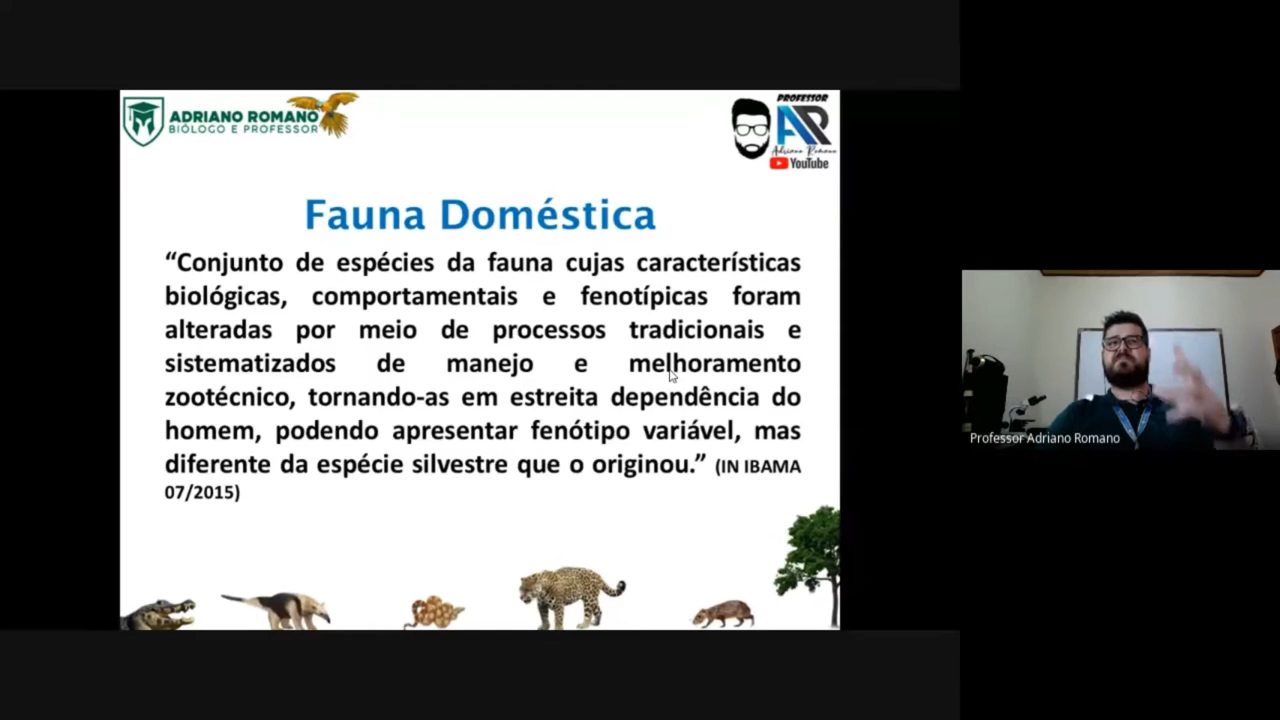 ADRIANO ROMANO
BIÓLOGO E PROFESSOR
PROFESSOR
AR
Adriano Romano
YouTube
Fauna Doméstica
“Conjunto de espécies da fauna cujas características
biológicas, comportamentais e fenotípicas foram
alteradas por meio de processos tradicionais e
sistematizados de manejo e melhoramento
zootécnico, tornando-as em estreita dependência do
homem, podendo apresentar fenótipo variável, mas
diferente da espécie silvestre que o originou.” (IN IBAMA
07/2015)
Professor Adriano Romano